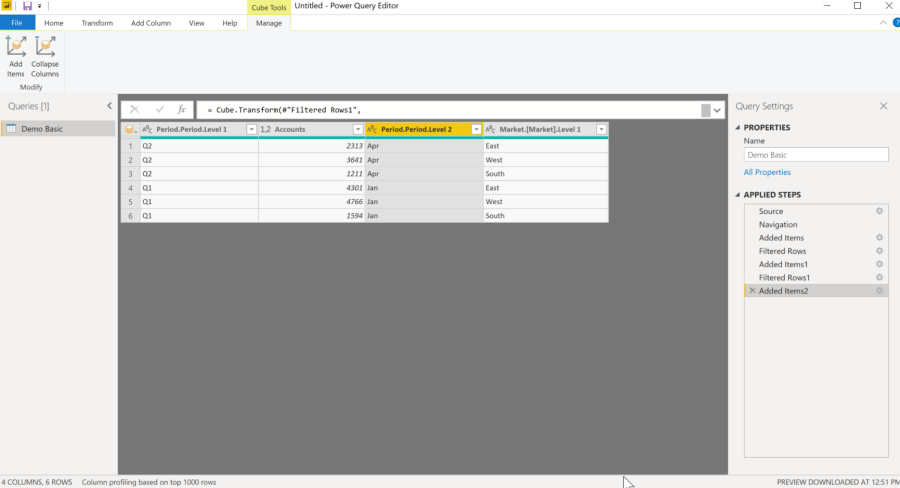 Cube Tools Untitled - Power Query Editor
File Home Transform Add Column View Help Manage
Add Items
Collapse Columns
Modify
Queries [1]
Demo Basic
fx = Cube.Transform(#"Filtered Rows1",
ABC Period.Period.Level 1 1.2 Accounts ABC Period.Period.Level 2 ABC Market.[Market].Level 1
1 Q2 2313 Apr East
2 Q2 3641 Apr West
3 Q2 1211 Apr South
4 Q1 4301 Jan East
5 Q1 4766 Jan West
6 Q1 1594 Jan South
Query Settings
PROPERTIES
Name
Demo Basic
All Properties
APPLIED STEPS
Source
Navigation
Added Items
Filtered Rows
Added Items1
Filtered Rows1
Added Items2
4 COLUMNS, 6 ROWS Column profiling based on top 1000 rows PREVIEW DOWNLOADED AT 12:51 PM